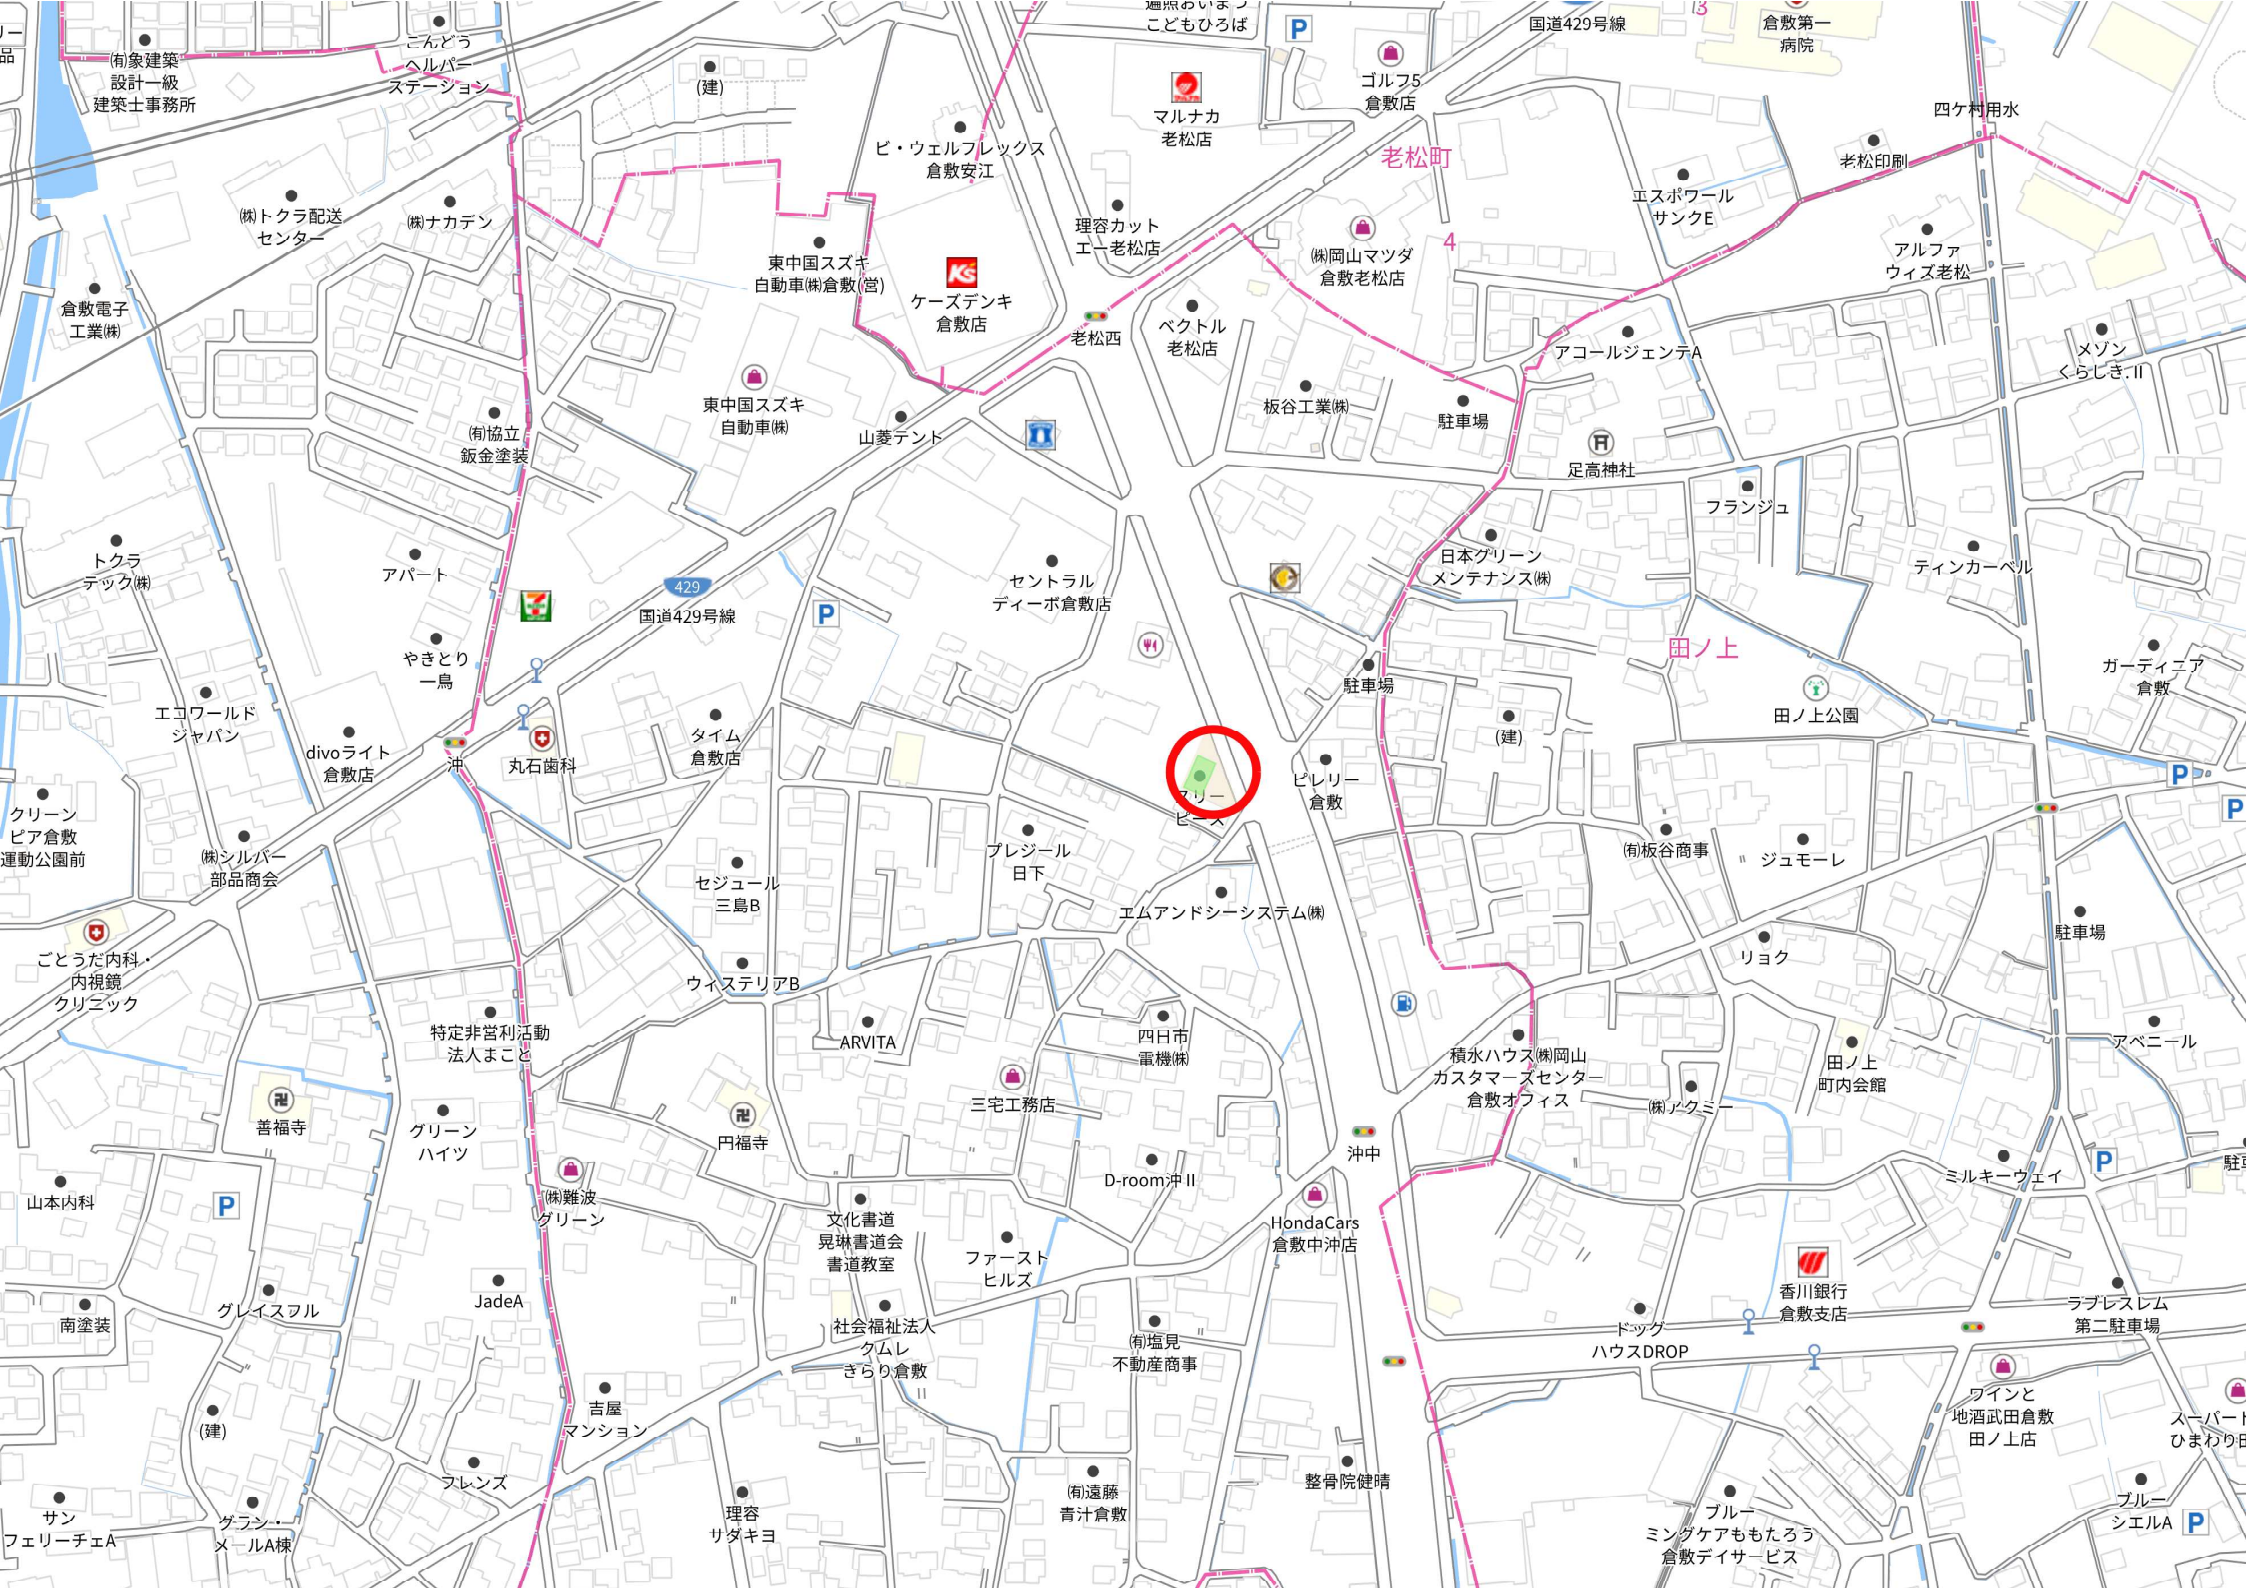 こどもひろば
国道429号線
倉敷第一
病院
3
ゴルフ5
倉敷店
マルナカ
老松店
(建)
こんどう
ヘルパー
ステーション
㈲象建築
設計一級
建築士事務所
四ケ村用水
老松町
老松印刷
ビ・ウェルフレックス
倉敷安江
エスポワール
サンクE
㈱トクラ配送
センター
㈱ナカデン
理容カット
エー老松店
4
㈱岡山マツダ
倉敷老松店
アルファ
ウィズ老松
東中国スズキ
自動車㈱倉敷(営)
K's
ケーズデンキ
倉敷店
倉敷電子
工業㈱
老松西
ベクトル
老松店
アコールジェンテA
メゾン
くらしき.II
東中国スズキ
自動車㈱
板谷工業㈱
駐車場
㈲協立
鈑金塗装
山菱テント
足高神社
フランジュ
トクラ
テック㈱
アパート
日本グリーン
メンテナンス㈱
ティンカーベル
セントラル
ディーボ倉敷店
429
国道429号線
P
田ノ上
やきとり
一鳥
駐車場
ガーディニア
倉敷
エコワールド
ジャパン
田ノ上公園
タイム
倉敷店
(建)
divoライト
倉敷店
沖
丸石歯科
フリー
ピース
ピレリー
倉敷
P
P
クリーン
ピア倉敷
運動公園前
㈱シルバー
部品商会
プレジール
日下
㈲板谷商事
ジュモーレ
セジュール
三島B
エムアンドシーシステム㈱
駐車場
ごとうだ内科・
内視鏡
クリニック
リョク
ウィステリアB
特定非営利活動
法人まこと
ARVITA
四日市
電機㈱
積水ハウス㈱岡山
カスタマーズセンター
倉敷オフィス
田ノ上
町内会館
アベニール
三宅工務店
㈱アクミー
善福寺
グリーン
ハイツ
円福寺
沖中
山本内科
P
D-room沖II
ミルキーウェイ
P
㈱難波
グリーン
文化書道
晃琳書道会
書道教室
HondaCars
倉敷中沖店
ファースト
ヒルズ
香川銀行
倉敷支店
JadeA
グレイスフル
南塗装
社会福祉法人
クムレ
きらり倉敷
㈲塩見
不動産商事
ドッグ
ハウスDROP
ラブレスレム
第二駐車場
(建)
吉屋
マンション
ワインと
地酒武田倉敷
田ノ上店
フレンズ
整骨院健晴
㈲遠藤
青汁倉敷
サン
フェリーチェA
グラン・
メールA棟
理容
サダキヨ
ブルー
ミングケアももたろう
倉敷デイサービス
ブルー
シエルA
P